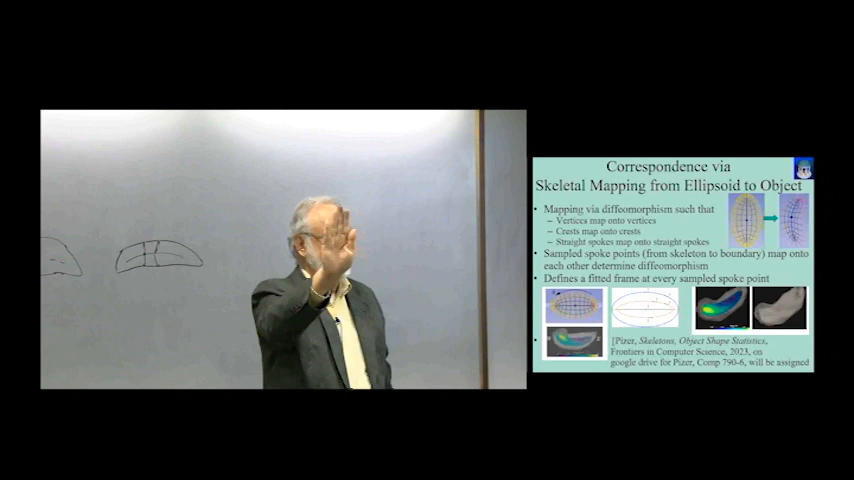 Correspondence via
Skeletal Mapping from Ellipsoid to Object
• Mapping via diffeomorphism such that
– Vertices map onto vertices
– Crests map onto crests
– Straight spokes map onto straight spokes
• Sampled spoke points (from skeleton to boundary) map onto
each other determine diffeomorphism
• Defines a fitted frame at every sampled spoke point
• [Pizer, Skeletons, Object Shape Statistics,
Frontiers in Computer Science, 2023, on
google drive for Pizer, Comp 790-6, will be assigned